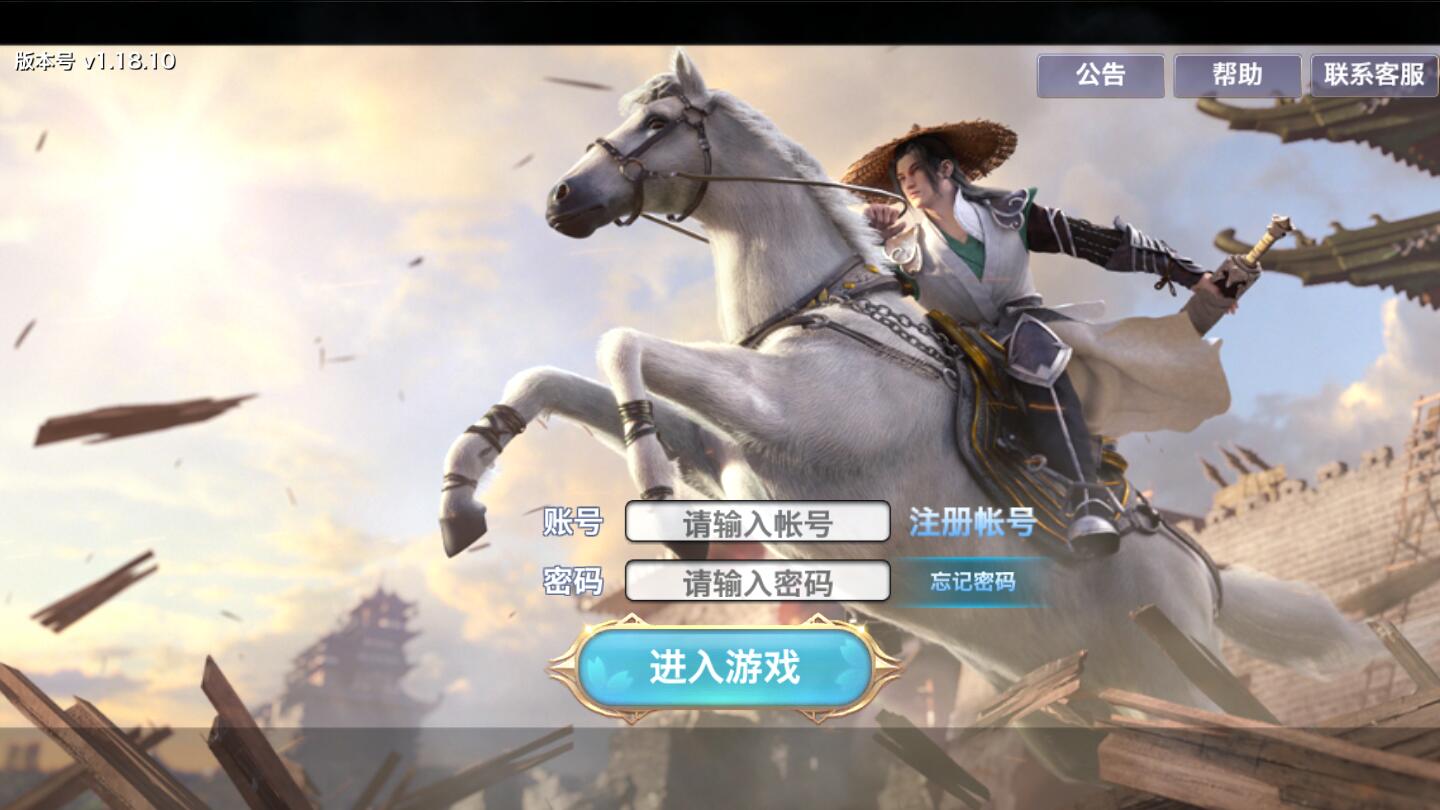 版本号 v1.18.10
公告
帮助
联系客服
账号
请输入帐号
注册帐号
密码
请输入密码
忘记密码
进入游戏